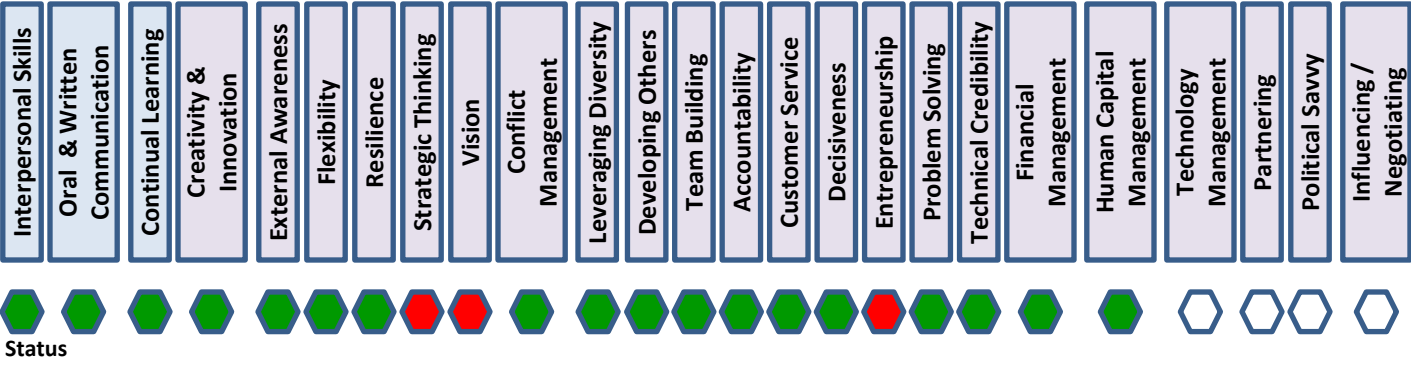 Interpersonal Skills
Oral & Written
Communication
Continual Learning
Creativity &
Innovation
External Awareness
Flexibility
Resilience
Strategic Thinking
Vision
Conflict
Management
Leveraging Diversity
Developing Others
Team Building
Accountability
Customer Service
Decisiveness
Entrepreneurship
Problem Solving
Technical Credibility
Financial
Management
Human Capital
Management
Technology
Management
Partnering
Political Savvy
Influencing /
Negotiating
Status